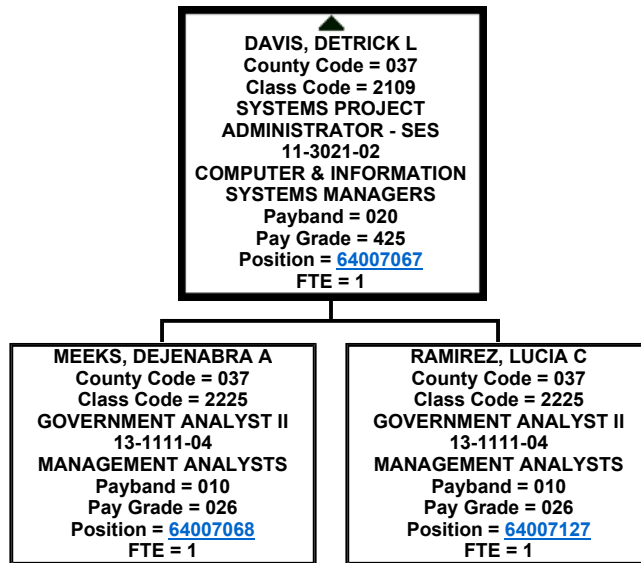 DAVIS, DETRICK L
County Code = 037
Class Code = 2109
SYSTEMS PROJECT
ADMINISTRATOR - SES
11-3021-02
COMPUTER & INFORMATION
SYSTEMS MANAGERS
Payband = 020
Pay Grade = 425
Position = 64007067
FTE = 1
MEEKS, DEJENABRA A
County Code = 037
Class Code = 2225
GOVERNMENT ANALYST II
13-1111-04
MANAGEMENT ANALYSTS
Payband = 010
Pay Grade = 026
Position = 64007068
FTE = 1
RAMIREZ, LUCIA C
County Code = 037
Class Code = 2225
GOVERNMENT ANALYST II
13-1111-04
MANAGEMENT ANALYSTS
Payband = 010
Pay Grade = 026
Position = 64007127
FTE = 1